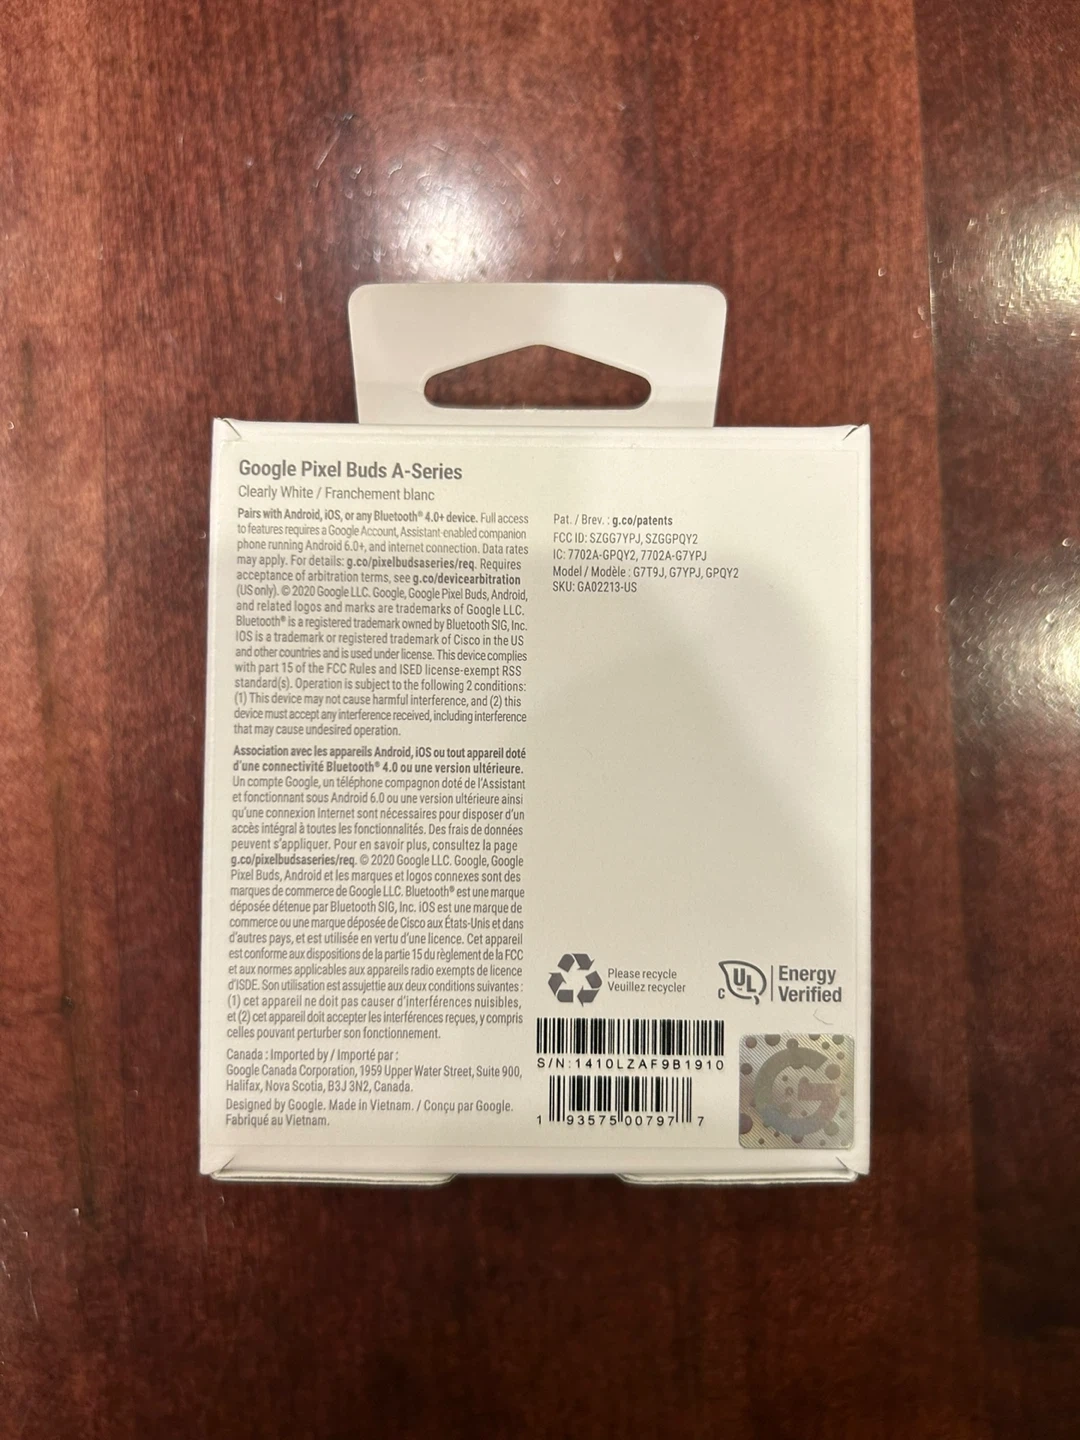 Google Pixel Buds A-Series
Clearly White / Franchement blanc
Pairs with Android, iOS, or any Bluetooth® 4.0+ device. Full access
to features requires a Google Account, Assistant-enabled companion
phone running Android 6.0+, and internet connection. Data rates
may apply. For details: g.co/pixelbudsaseries/req. Requires
acceptance of arbitration terms, see g.co/devicearbitration
(US only). © 2020 Google LLC. Google, Google Pixel Buds, Android,
and related logos and marks are trademarks of Google LLC.
Bluetooth® is a registered trademark owned by Bluetooth SIG, Inc.
IOS is a trademark or registered trademark of Cisco in the US
and other countries and is used under license. This device complies
with part 15 of the FCC Rules and ISED license-exempt RSS
standard(s). Operation is subject to the following 2 conditions:
(1) This device may not cause harmful interference, and (2) this
device must accept any interference received, including interference
that may cause undesired operation.
Association avec les appareils Android, iOS ou tout appareil doté
d'une connectivité Bluetooth® 4.0 ou une version ultérieure.
Un compte Google, un téléphone compagnon doté de l'Assistant
et fonctionnant sous Android 6.0 ou une version ultérieure ainsi
qu'une connexion Internet sont nécessaires pour disposer d'un
accès intégral à toutes les fonctionnalités. Des frais de données
peuvent s'appliquer. Pour en savoir plus, consultez la page
g.co/pixelbudsaseries/req. © 2020 Google LLC. Google, Google
Pixel Buds, Android et les marques et logos connexes sont des
marques de commerce de Google LLC. Bluetooth® est une marque
déposée détenue par Bluetooth SIG, Inc. iOS est une marque de
commerce ou une marque déposée de Cisco aux États-Unis et dans
d'autres pays, et est utilisée en vertu d'une licence. Cet appareil
est conforme aux dispositions de la partie 15 du règlement de la FCC
et aux normes applicables aux appareils radio exempts de licence
d'ISDE. Son utilisation est assujettie aux deux conditions suivantes :
(1) cet appareil ne doit pas causer d'interférences nuisibles,
et (2) cet appareil doit accepter les interférences reçues, y compris
celles pouvant perturber son fonctionnement.
Canada : Imported by / Importé par :
Google Canada Corporation, 1959 Upper Water Street, Suite 900,
Halifax, Nova Scotia, B3J 3N2, Canada.
Designed by Google. Made in Vietnam. / Conçu par Google.
Fabriqué au Vietnam.
Pat. / Brev. : g.co/patents
FCC ID: SZGG7YPJ, SZGGPQY2
IC: 7702A-GPQY2, 7702A-G7YPJ
Model / Modèle : G7T9J, G7YPJ, GPQY2
SKU: GA02213-US
Please recycle
Veuillez recycler
C UL
Energy
Verified
S/N:1410LZAF9B1910
1 93575 00797 7
G